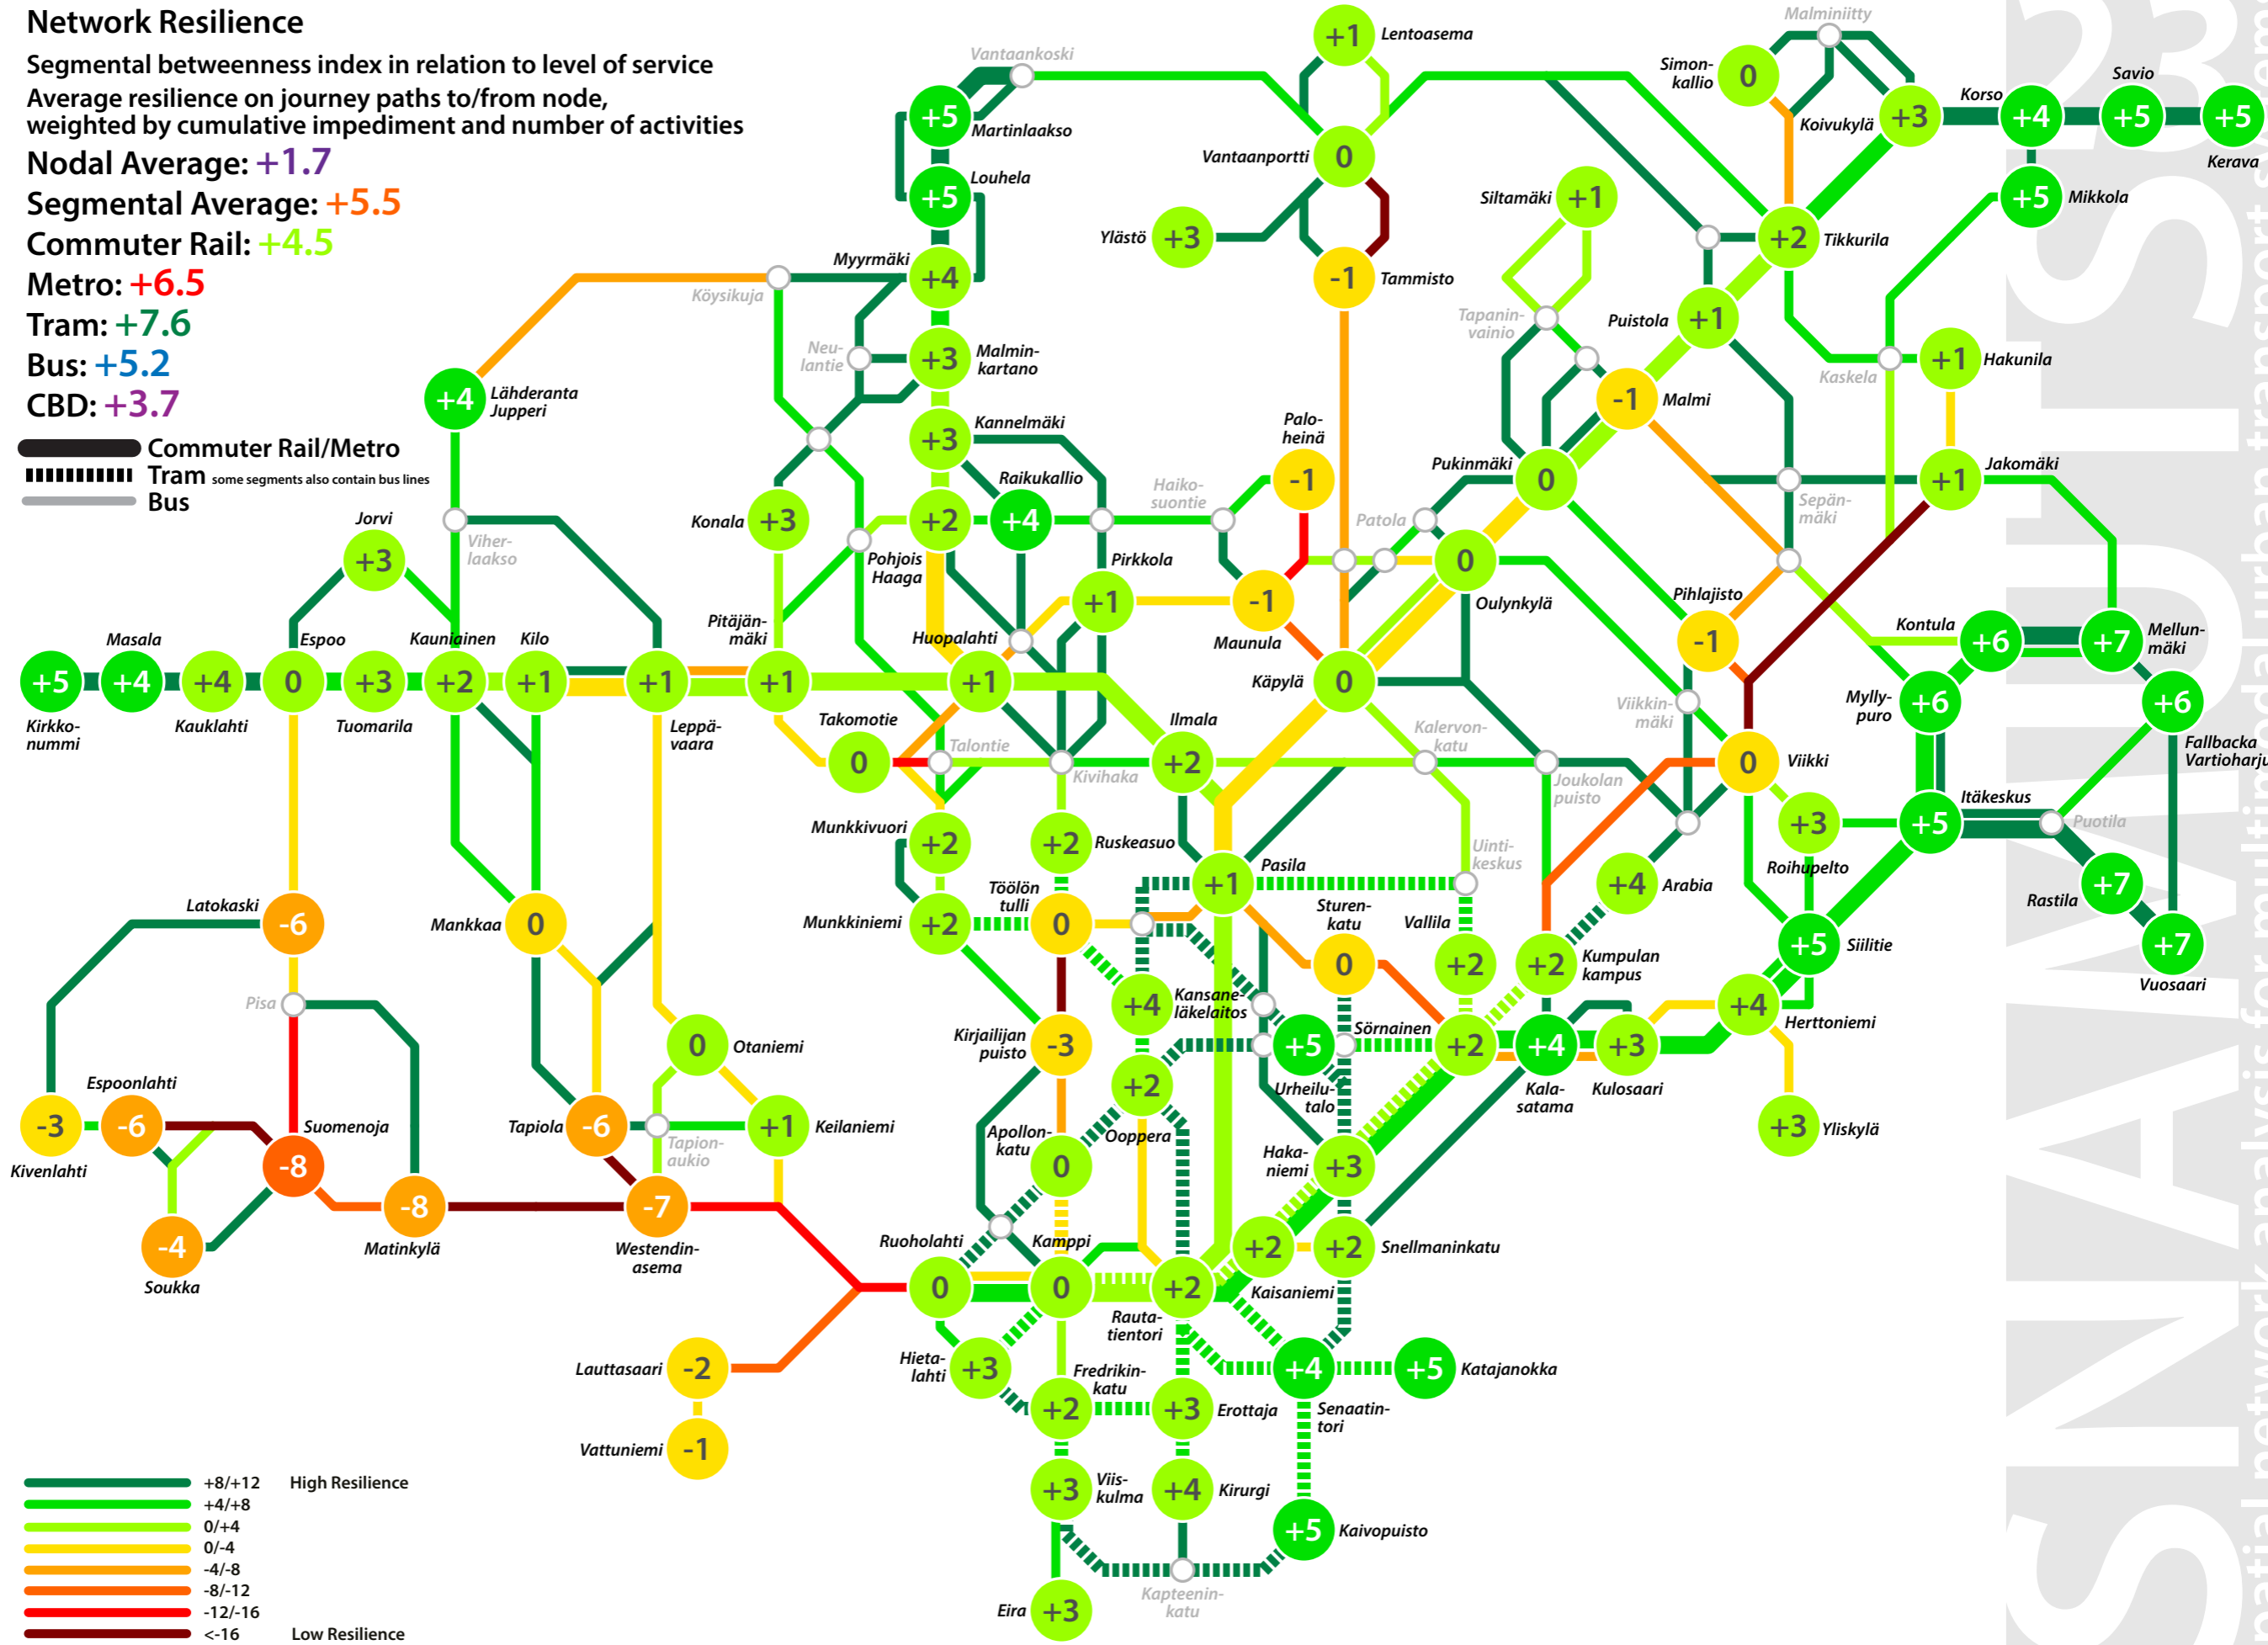 Network Resilience
Segmental betweenness index in relation to level of service
Average resilience on journey paths to/from node,
weighted by cumulative impediment and number of activities
Nodal Average: +1.7
Segmental Average: +5.5
Commuter Rail: +4.5
Metro: +6.5
Tram: +7.6
Bus: +5.2
CBD: +3.7
Commuter Rail/Metro
Tram some segments also contain bus lines
Bus
Vantaankoski
+1 Lentoasema
Malminiitty
Simon-
kallio
0
+5
Martinlaakso
Koivukylä
+3
Korso
+4
Savio
+5
+5
Kerava
Vantaanportti
0
Louhela
+5
Siltamäki
+1
+5
Mikkola
Ylästö
+3
+2
Tikkurila
Myyrmäki
+4
Köysikuja
-1
Tammisto
Tapanin-
vainio
Puistola
+1
Neu-
lantie
+3
Malmin-
kartano
Kaskela
+1
Hakunila
+4
Lähderanta
Jupperi
-1
Malmi
Kannelmäki
+3
Palo-
heinä
-1
Pukinmäki
0
+1
Jakomäki
Sepän-
mäki
Raikukallio
+4
Haiko-
suontie
Patola
Konala
+3
+2
Pohjois
Haaga
Jorvi
+3
Viher-
laakso
Pirkkola
+1
-1
Maunula
0
Oulynkylä
Pihlajisto
-1
Kontula
+6
+7
Mellun-
mäki
+5
Kirkko-
nummi
Masala
+4
+4
Kauklahti
Espoo
0
+3
Tuomarila
Kauniainen
+2
Kilo
+1
+1
Leppä-
vaara
Pitäjän-
mäki
+1
Huopalahti
+1
Käpylä
0
Viikkin-
mäki
Mylly-
puro
+6
+6
Fallbacka
Vartioharju
Takomotie
0
Talontie
Kivihaka
Ilmala
+2
Kalervon-
katu
Joukolan
puisto
0
Viikki
Munkkivuori
+2
+2
Ruskeasuo
Uinti-
keskus
+3
Roihupelto
Itäkeskus
+5
Puotila
Pasila
+1
+4
Arabia
+7
Rastila
Latokaski
-6
Mankkaa
0
Munkkiniemi
+2
Töölön
tulli
0
Sturen-
katu
0
Vallila
+2
+2
Kumpulan
kampus
+5
Siilitie
+7
Vuosaari
Pisa
+4
Kansane-
läkelaitos
+4
Herttoniemi
0
Otaniemi
Kirjailijan
puisto
-3
+5
Urheilu-
talo
Sörnainen
+2
+4
Kala-
satama
+3
Kulosaari
+2
Ooppera
-3
Kivenlahti
Espoonlahti
-6
Suomenoja
-8
Tapiola
-6
Tapion-
aukio
+1
Keilaniemi
+3
Yliskylä
Apollon-
katu
0
Haka-
niemi
+3
-8
Matinkylä
-7
Westendin-
asema
-4
Soukka
+2
Kaisaniemi
+2
Snellmaninkatu
Ruoholahti
0
Kamppi
0
+2
Rauta-
tientori
Lauttasaari
-2
Hieta-
lahti
+3
+4
Senaatin-
tori
+5
Katajanokka
Fredrikin-
katu
+2
+3
Erottaja
Vattuniemi
-1
+3
Viis-
kulma
+4
Kirurgi
+5
Kaivopuisto
Kapteenin-
katu
Eira
+3
+8/+12 High Resilience
+4/+8
0/+4
0/-4
-4/-8
-8/-12
-12/-16
<-16 Low Resilience
SNAMUTS
23